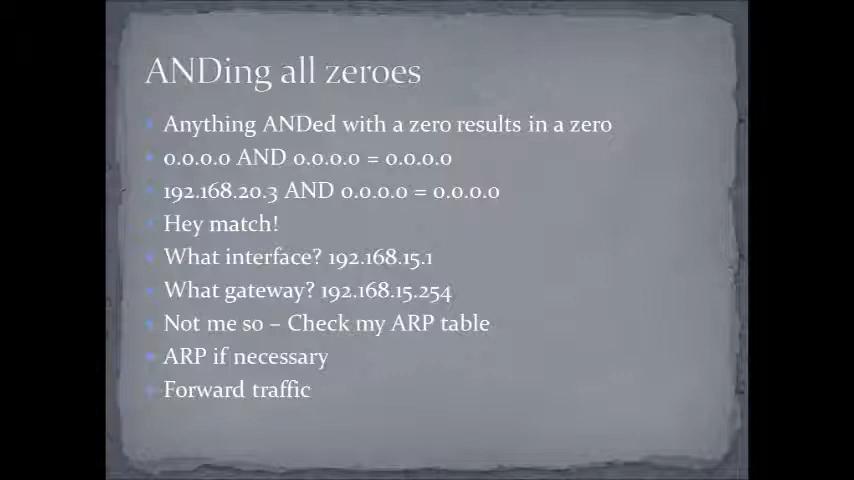 ANDing all zeroes
Anything ANDed with a zero results in a zero
0.0.0.0 AND 0.0.0.0 = 0.0.0.0
192.168.20.3 AND 0.0.0.0 = 0.0.0.0
Hey match!
What interface? 192.168.15.1
What gateway? 192.168.15.254
Not me so – Check my ARP table
ARP if necessary
Forward traffic